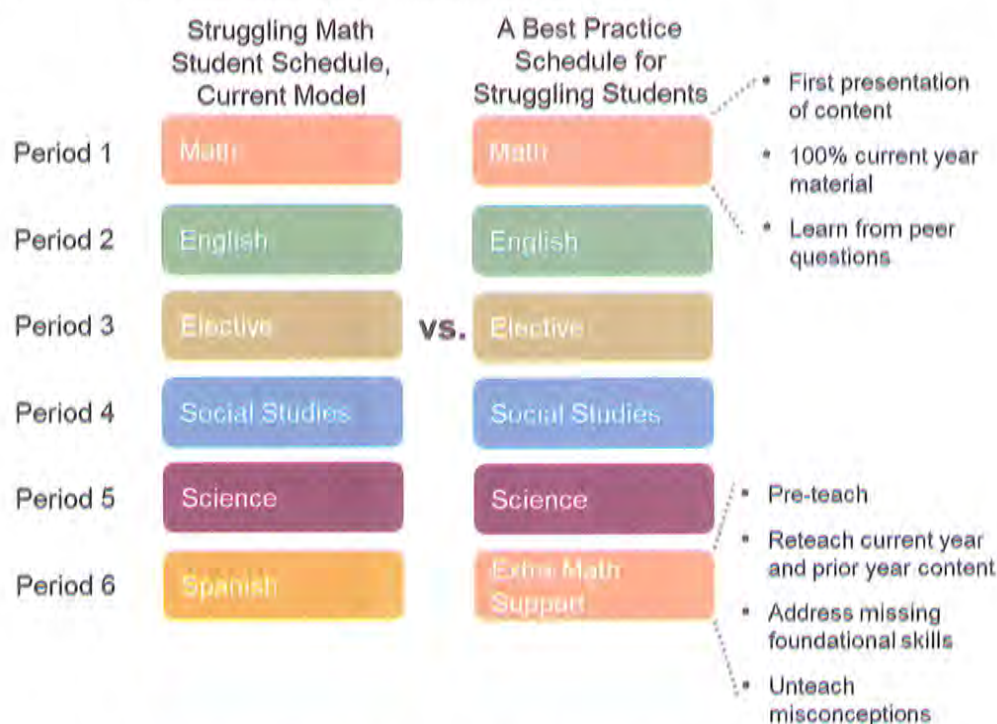 Struggling Math
Student Schedule,
Current Model
A Best Practice
Schedule for
Struggling Students
Period 1
Math
Math
• First presentation
of content
• 100% current year
material
• Learn from peer
questions
Period 2
English
English
Period 3
Elective
vs.
Elective
Period 4
Social Studies
Social Studies
Period 5
Science
Science
Period 6
Spanish
Extra Math
Support
• Pre-teach
• Reteach current year
and prior year content
• Address missing
foundational skills
• Unteach
misconceptions